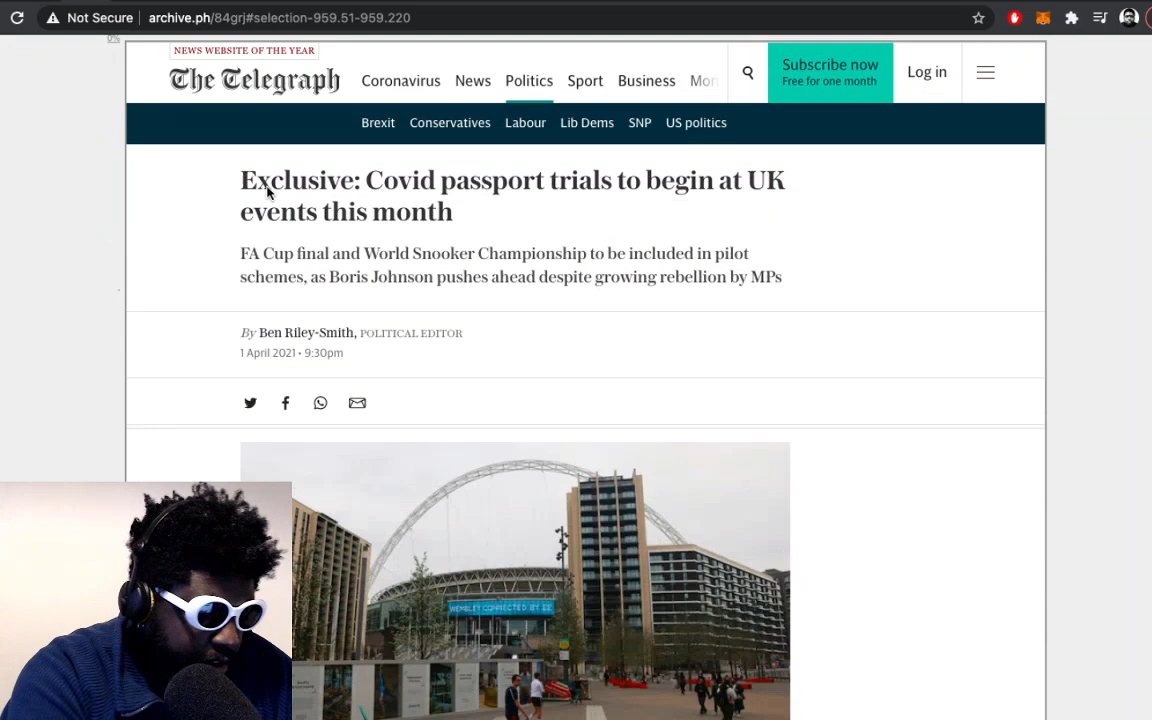 Not Secure archive.ph/84grj#selection-959.51-959.220
0%
NEWS WEBSITE OF THE YEAR
The Telegraph
Coronavirus News Politics Sport Business Mon
Subscribe now
Free for one month
Log in
Brexit Conservatives Labour Lib Dems SNP US politics
Exclusive: Covid passport trials to begin at UK
events this month
FA Cup final and World Snooker Championship to be included in pilot
schemes, as Boris Johnson pushes ahead despite growing rebellion by MPs
By Ben Riley-Smith, POLITICAL EDITOR
1 April 2021 • 9:30pm
WEMBLEY CONNECTED BY EE